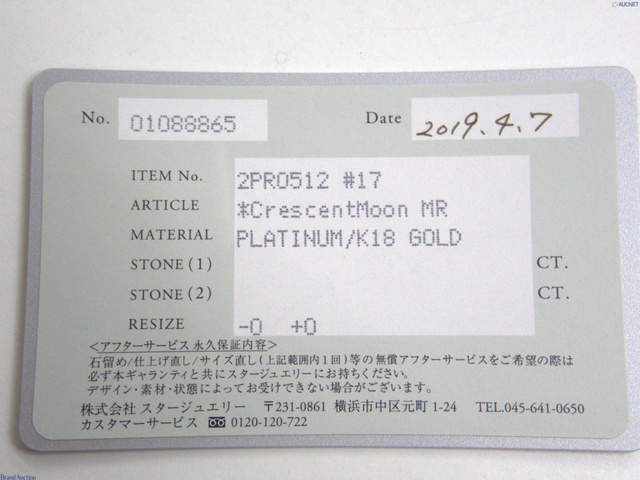 AUCNET
No. 01088865 Date 2019.4.7
ITEM No. 2PRO512 #17
ARTICLE *CrescentMoon MR
MATERIAL PLATINUM/K18 GOLD
STONE (1) CT.
STONE (2) CT.
RESIZE -0 +0
<アフターサービス 永久保証内容>
石留め/仕上げ直し/サイズ直し(上記範囲内1回)等の無償アフターサービスをご希望の際は
必ず本ギャランティと共にスタージュエリーにお持ちください。
デザイン・素材・状態によってお受けできない場合がございます。
株式会社 スタージュエリー 〒231-0861 横浜市中区元町 1-24 TEL.045-641-0650
カスタマーサービス 0120-120-722
BrandAuction